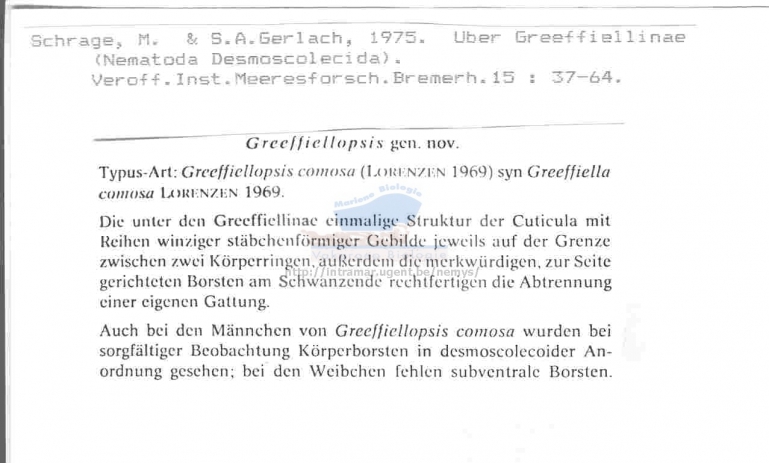 Schrage, M. & S.A.Gerlach, 1975. Uber Greeffiellinae
(Nematoda Desmoscolecida).
Veroff.Inst.Meeresforsch.Bremerh.15 : 37-64.
Greeffiellopsis gen. nov.
Typus-Art: Greeffiellopsis comosa (LORENZEN 1969) syn Greeffiella
comosa LORENZEN 1969.
Mariene Biologie
Die unter den Greeffiellinae einmalige Struktur der Cuticula mit
Reihen winziger stäbchenförmiger Gebilde jeweils auf der Grenze
zwischen zwei Körperringen, außerdem die merkwürdigen, zur Seite
http://intramar.ugent.be/nemys/
gerichteten Borsten am Schwanzende rechtfertigen die Abtrennung
einer eigenen Gattung.
Auch bei den Männchen von Greeffiellopsis comosa wurden bei
sorgfältiger Beobachtung Körperborsten in desmoscolecoider An-
ordnung gesehen; bei den Weibchen fehlen subventrale Borsten.